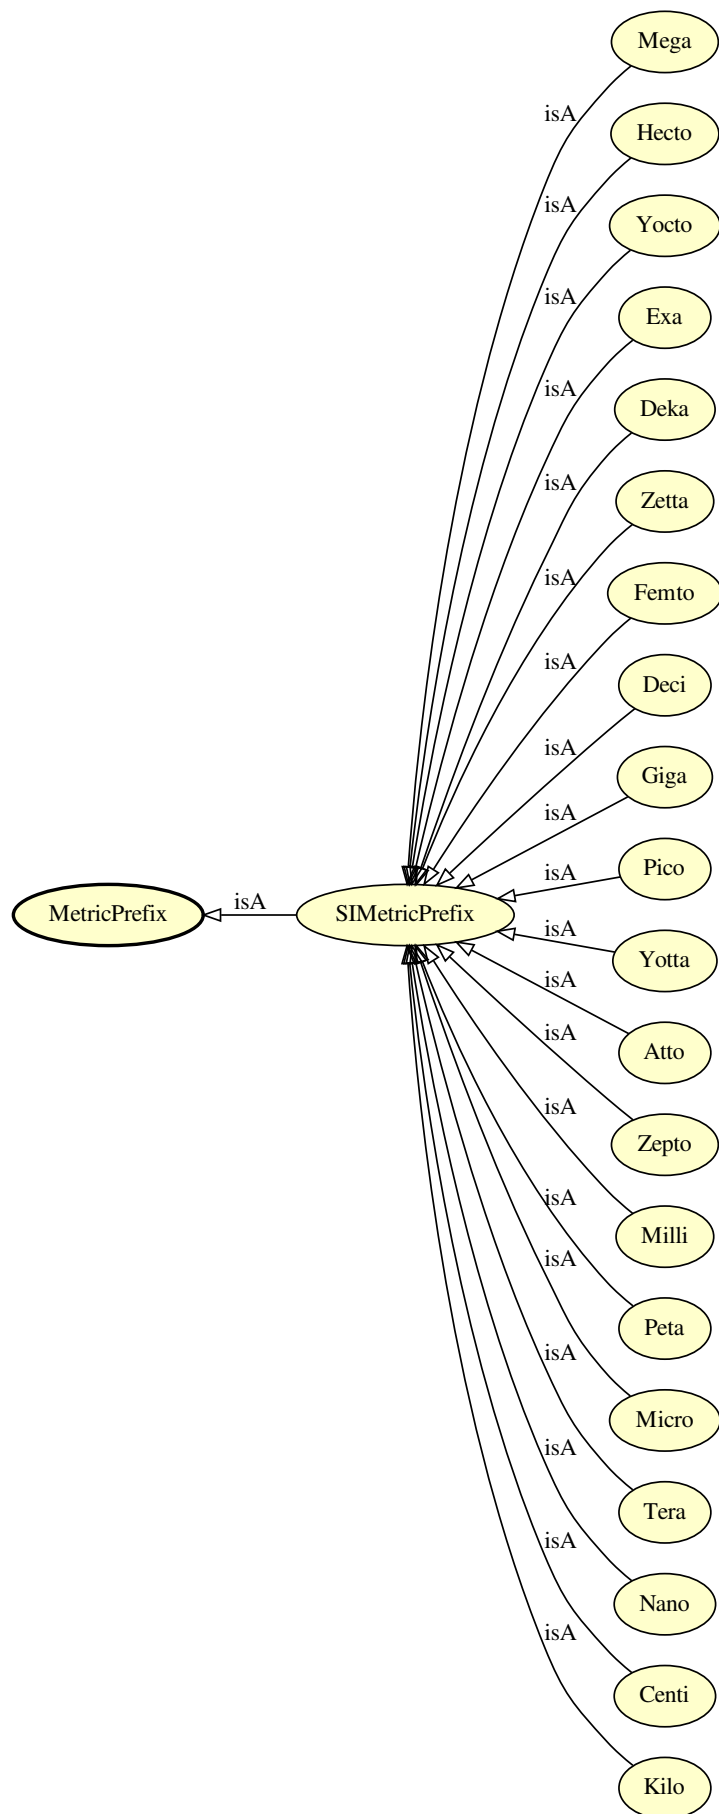 Mega
isA
Hecto
isA
Yocto
isA
Exa
isA
Deka
isA
Zetta
isA
Femto
isA
Deci
isA
Giga
isA
Pico
isA
MetricPrefix
isA
SIMetricPrefix
isA
Yotta
isA
Atto
isA
Zepto
isA
Milli
isA
Peta
isA
Micro
isA
Tera
isA
Nano
isA
Centi
isA
Kilo